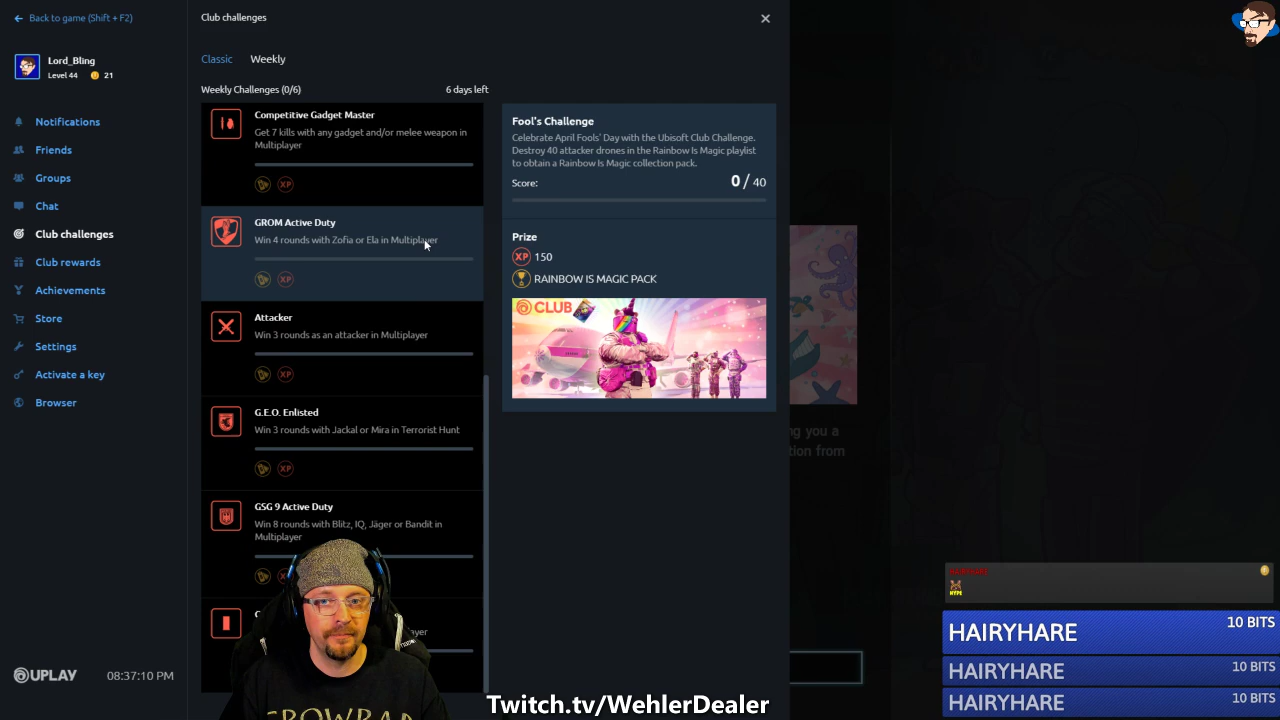 Back to game (Shift + F2)
Lord_Bling
Level 44 21
Notifications
Friends
Groups
Chat
Club challenges
Club rewards
Achievements
Store
Settings
Activate a key
Browser
UPLAY 08:37:10 PM
Club challenges
Classic Weekly
Weekly Challenges (0/6) 6 days left
Competitive Gadget Master
Get 7 kills with any gadget and/or melee weapon in
Multiplayer
XP
GROM Active Duty
Win 4 rounds with Zofia or Ela in Multiplayer
XP
Attacker
Win 3 rounds as an attacker in Multiplayer
XP
G.E.O. Enlisted
Win 3 rounds with Jackal or Mira in Terrorist Hunt
XP
GSG 9 Active Duty
Win 8 rounds with Blitz, IQ, Jäger or Bandit in
Multiplayer
Fool's Challenge
Celebrate April Fools' Day with the Ubisoft Club Challenge.
Destroy 40 attacker drones in the Rainbow Is Magic playlist
to obtain a Rainbow Is Magic collection pack.
Score: 0 / 40
Prize
XP 150
RAINBOW IS MAGIC PACK
CLUB
you a
from
HYPE
HAIRYHARE 10 BITS
HAIRYHARE 10 BITS
HAIRYHARE 10 BITS
Twitch.tv/WehlerDealer